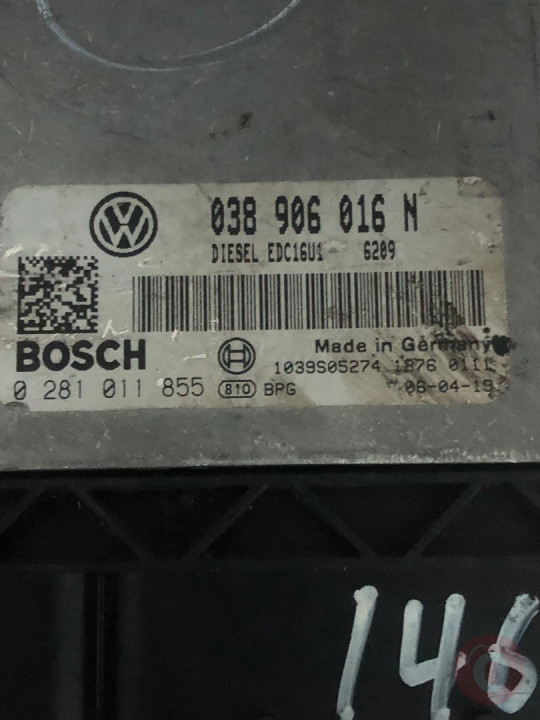 038 906 016 N
DIESEL EDC16U1 6209
BOSCH
Made in Germany
1039S05274 1876 0111
0 281 011 855 810 BPG 06-04-19
146